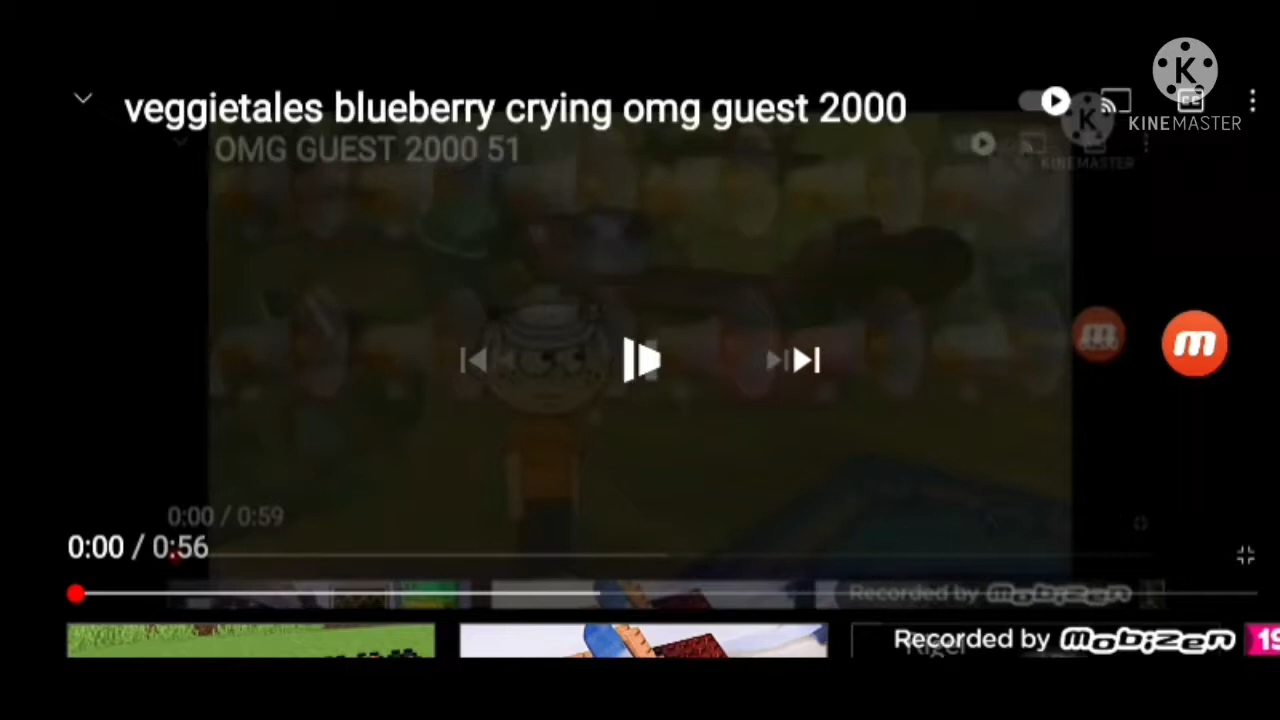 veggietales blueberry crying omg guest 2000
KINEMASTER
OMG GUEST 2000 51
KINEMASTER
0:00 / 0:59
0:00 / 0:56
Recorded by mobizen
Recorded by mobizen